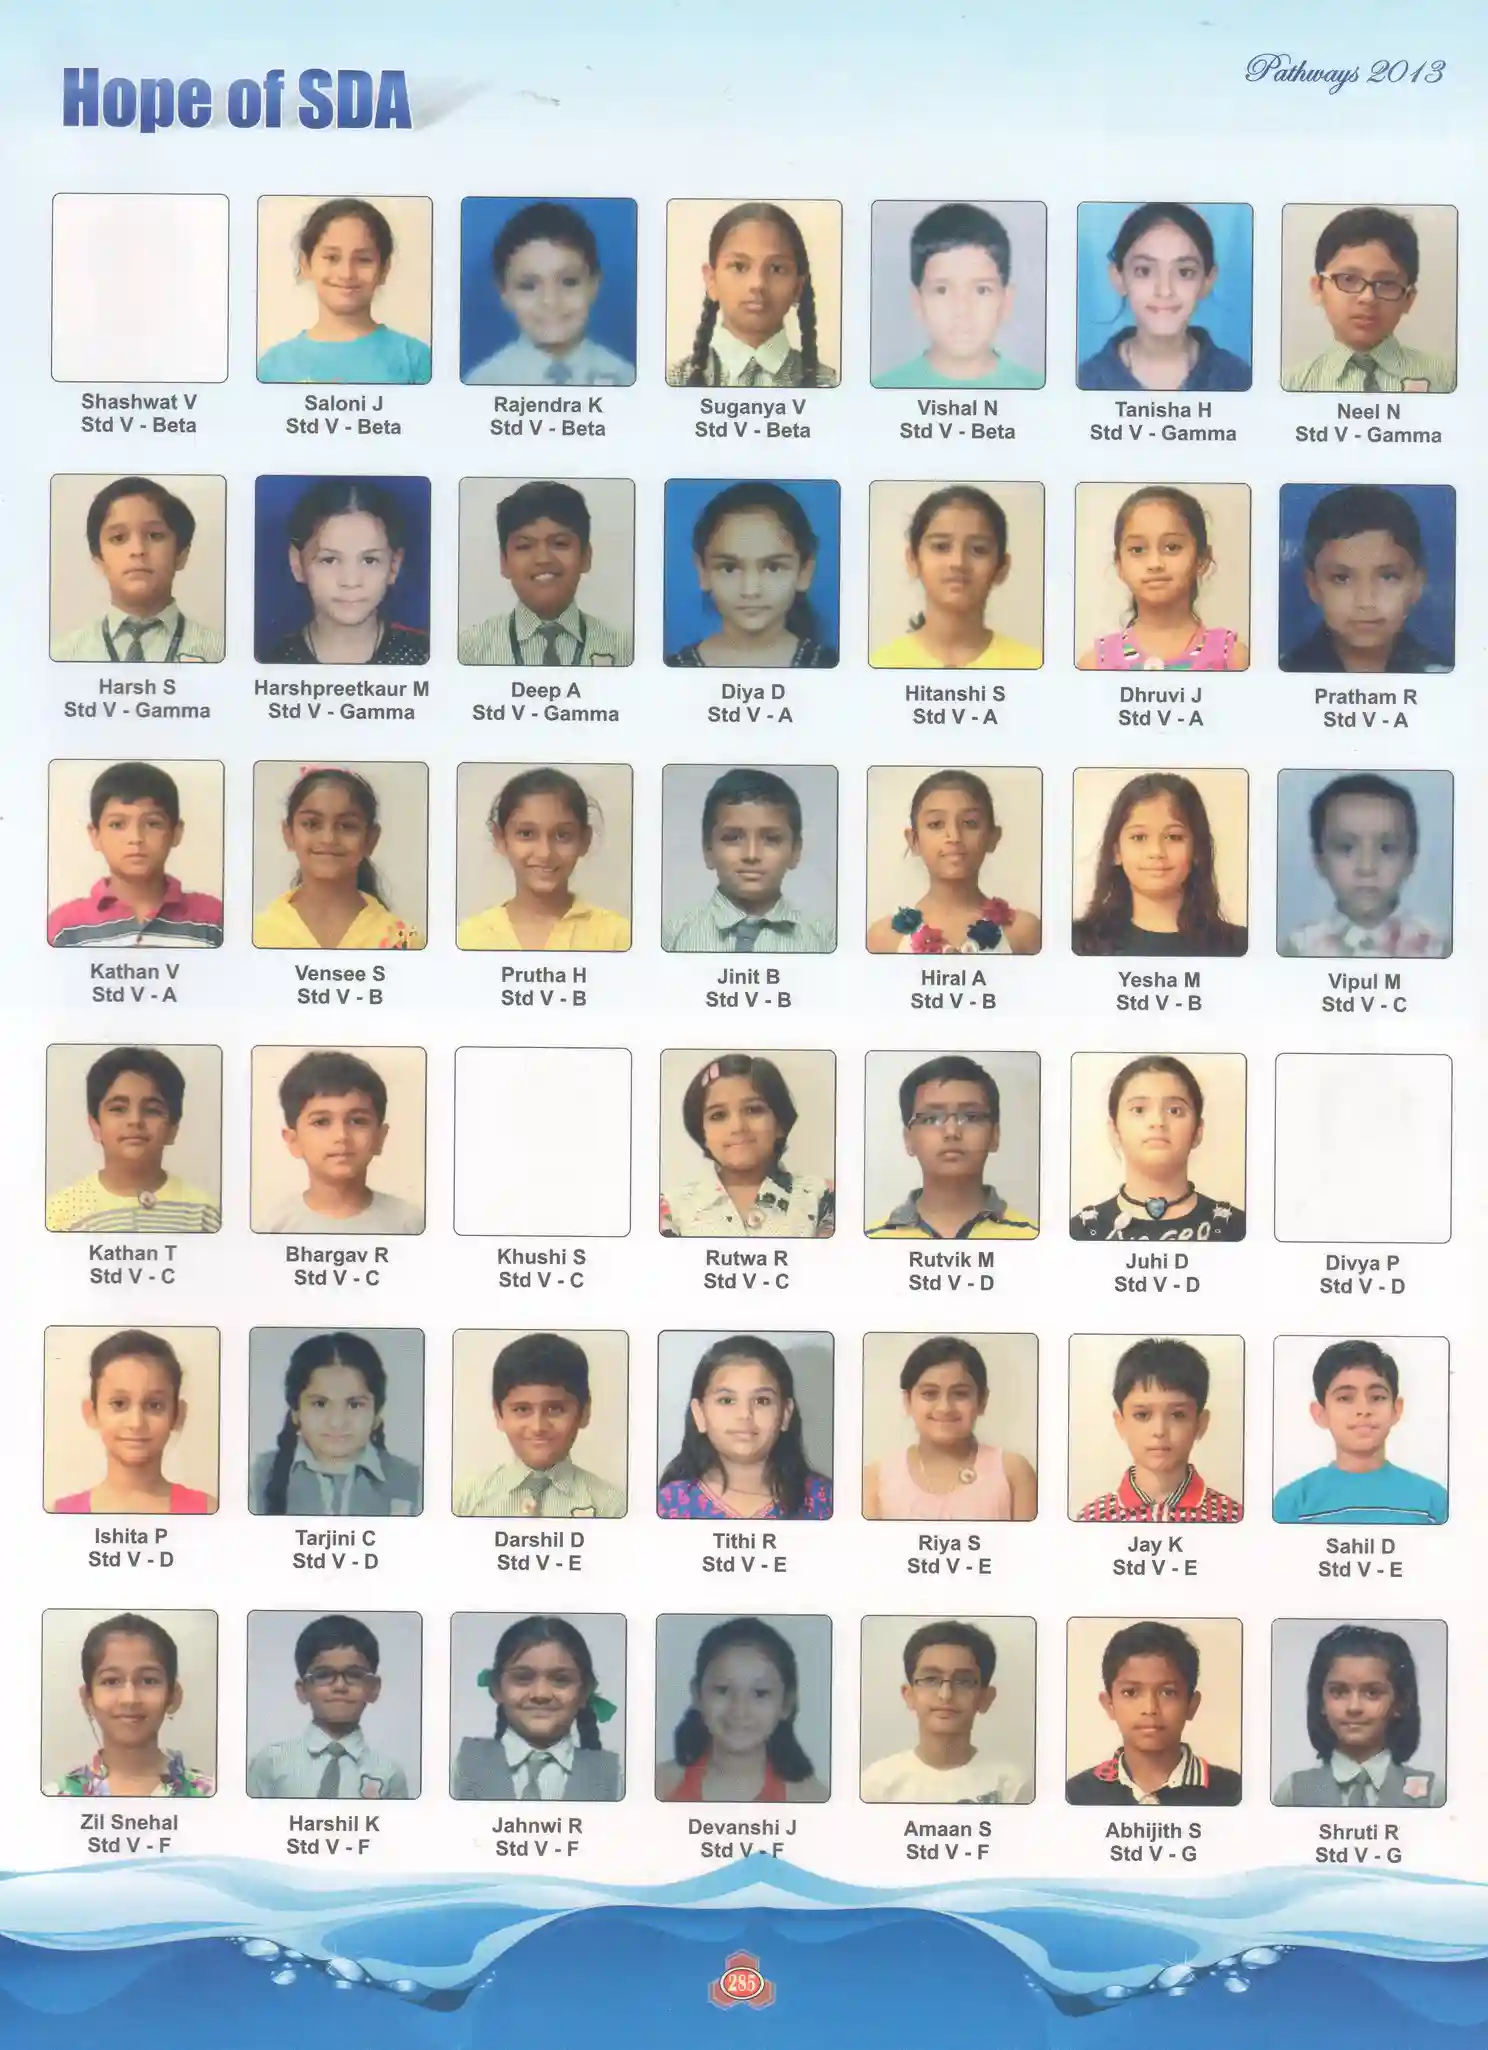 Hope of SDA
Pathways 2013
Shashwat V
Std V - Beta
Saloni J
Std V - Beta
Rajendra K
Std V - Beta
Suganya V
Std V - Beta
Vishal N
Std V - Beta
Tanisha H
Std V - Gamma
Neel N
Std V - Gamma
Harsh S
Std V - Gamma
Harshpreetkaur M
Std V - Gamma
Deep A
Std V - Gamma
Diya D
Std V - A
Hitanshi S
Std V - A
Dhruvi J
Std V - A
Pratham R
Std V - A
Kathan V
Std V - A
Vensee S
Std V - B
Prutha H
Std V - B
Jinit B
Std V - B
Hiral A
Std V - B
Yesha M
Std V - B
Vipul M
Std V - C
Kathan T
Std V - C
Bhargav R
Std V - C
Khushi S
Std V - C
Rutwa R
Std V - C
Rutvik M
Std V - D
Juhi D
Std V - D
Divya P
Std V - D
Ishita P
Std V - D
Tarjini C
Std V - D
Darshil D
Std V - E
Tithi R
Std V - E
Riya S
Std V - E
Jay K
Std V - E
Sahil D
Std V - E
Zil Snehal
Std V - F
Harshil K
Std V - F
Jahnwi R
Std V - F
Devanshi J
Std V - F
Amaan S
Std V - F
Abhijith S
Std V - G
Shruti R
Std V - G
285